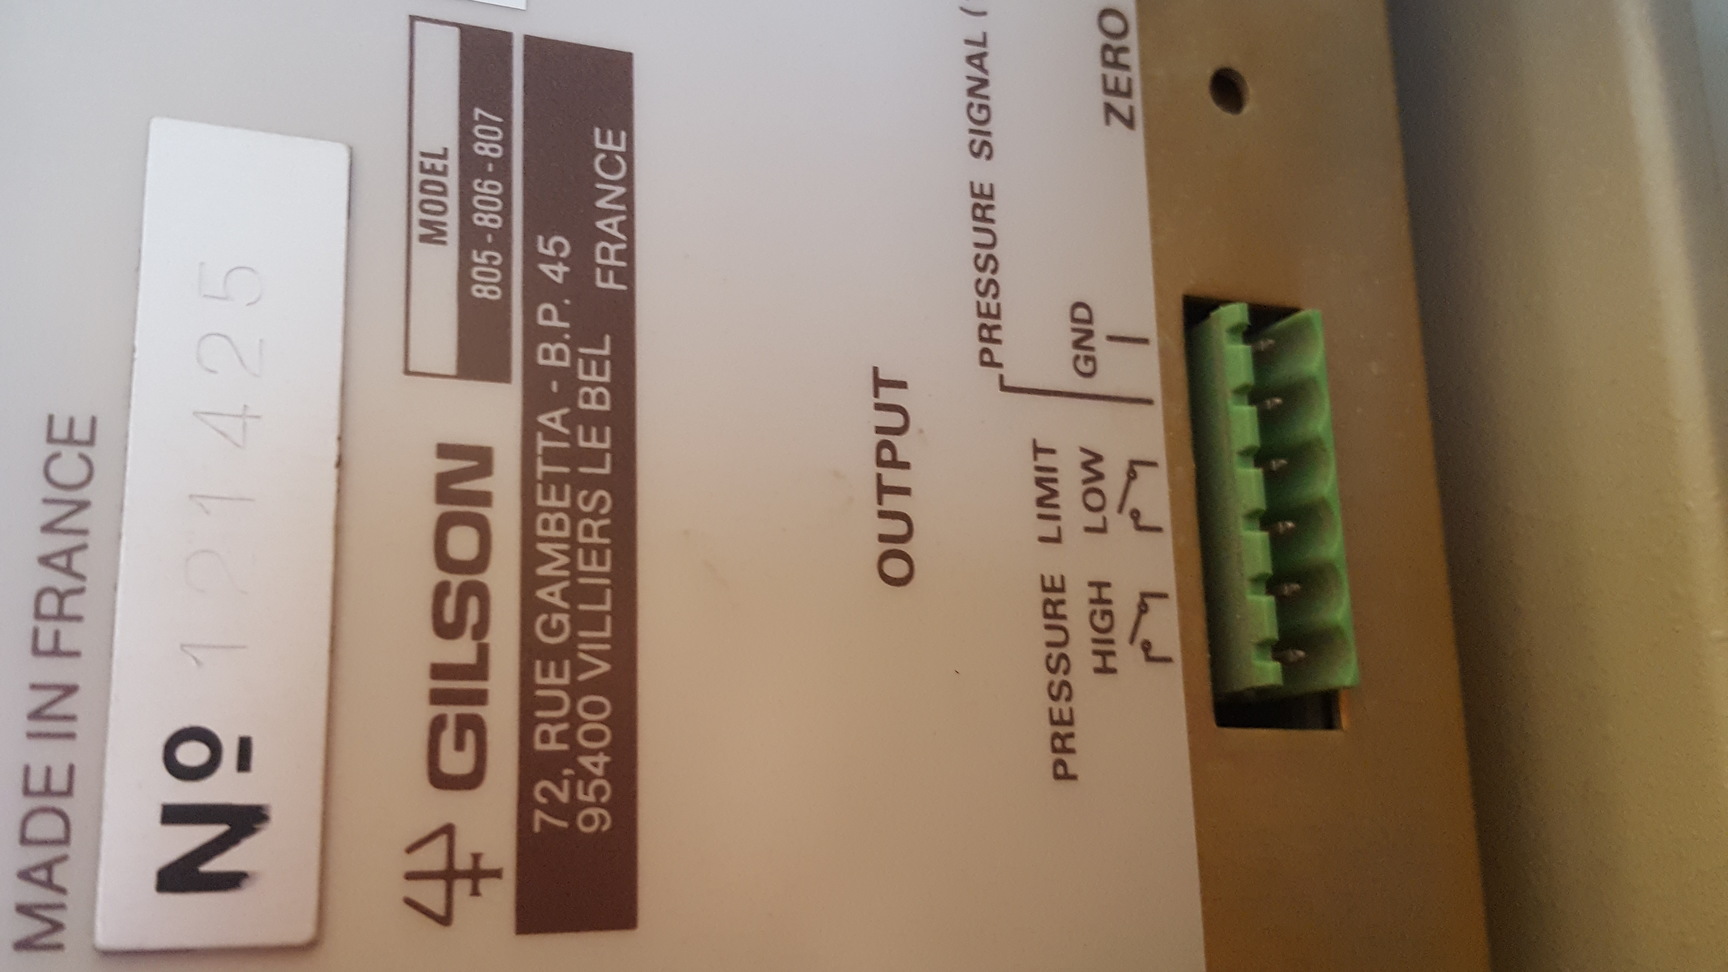 MADE IN FRANCE
Nº 121425
GILSON
MODEL
805-806-807
72, RUE GAMBETTA - B.P. 45
95400 VILLIERS LE BEL FRANCE
OUTPUT
PRESSURE SIGNAL (
PRESSURE LIMIT
HIGH LOW GND ZERO